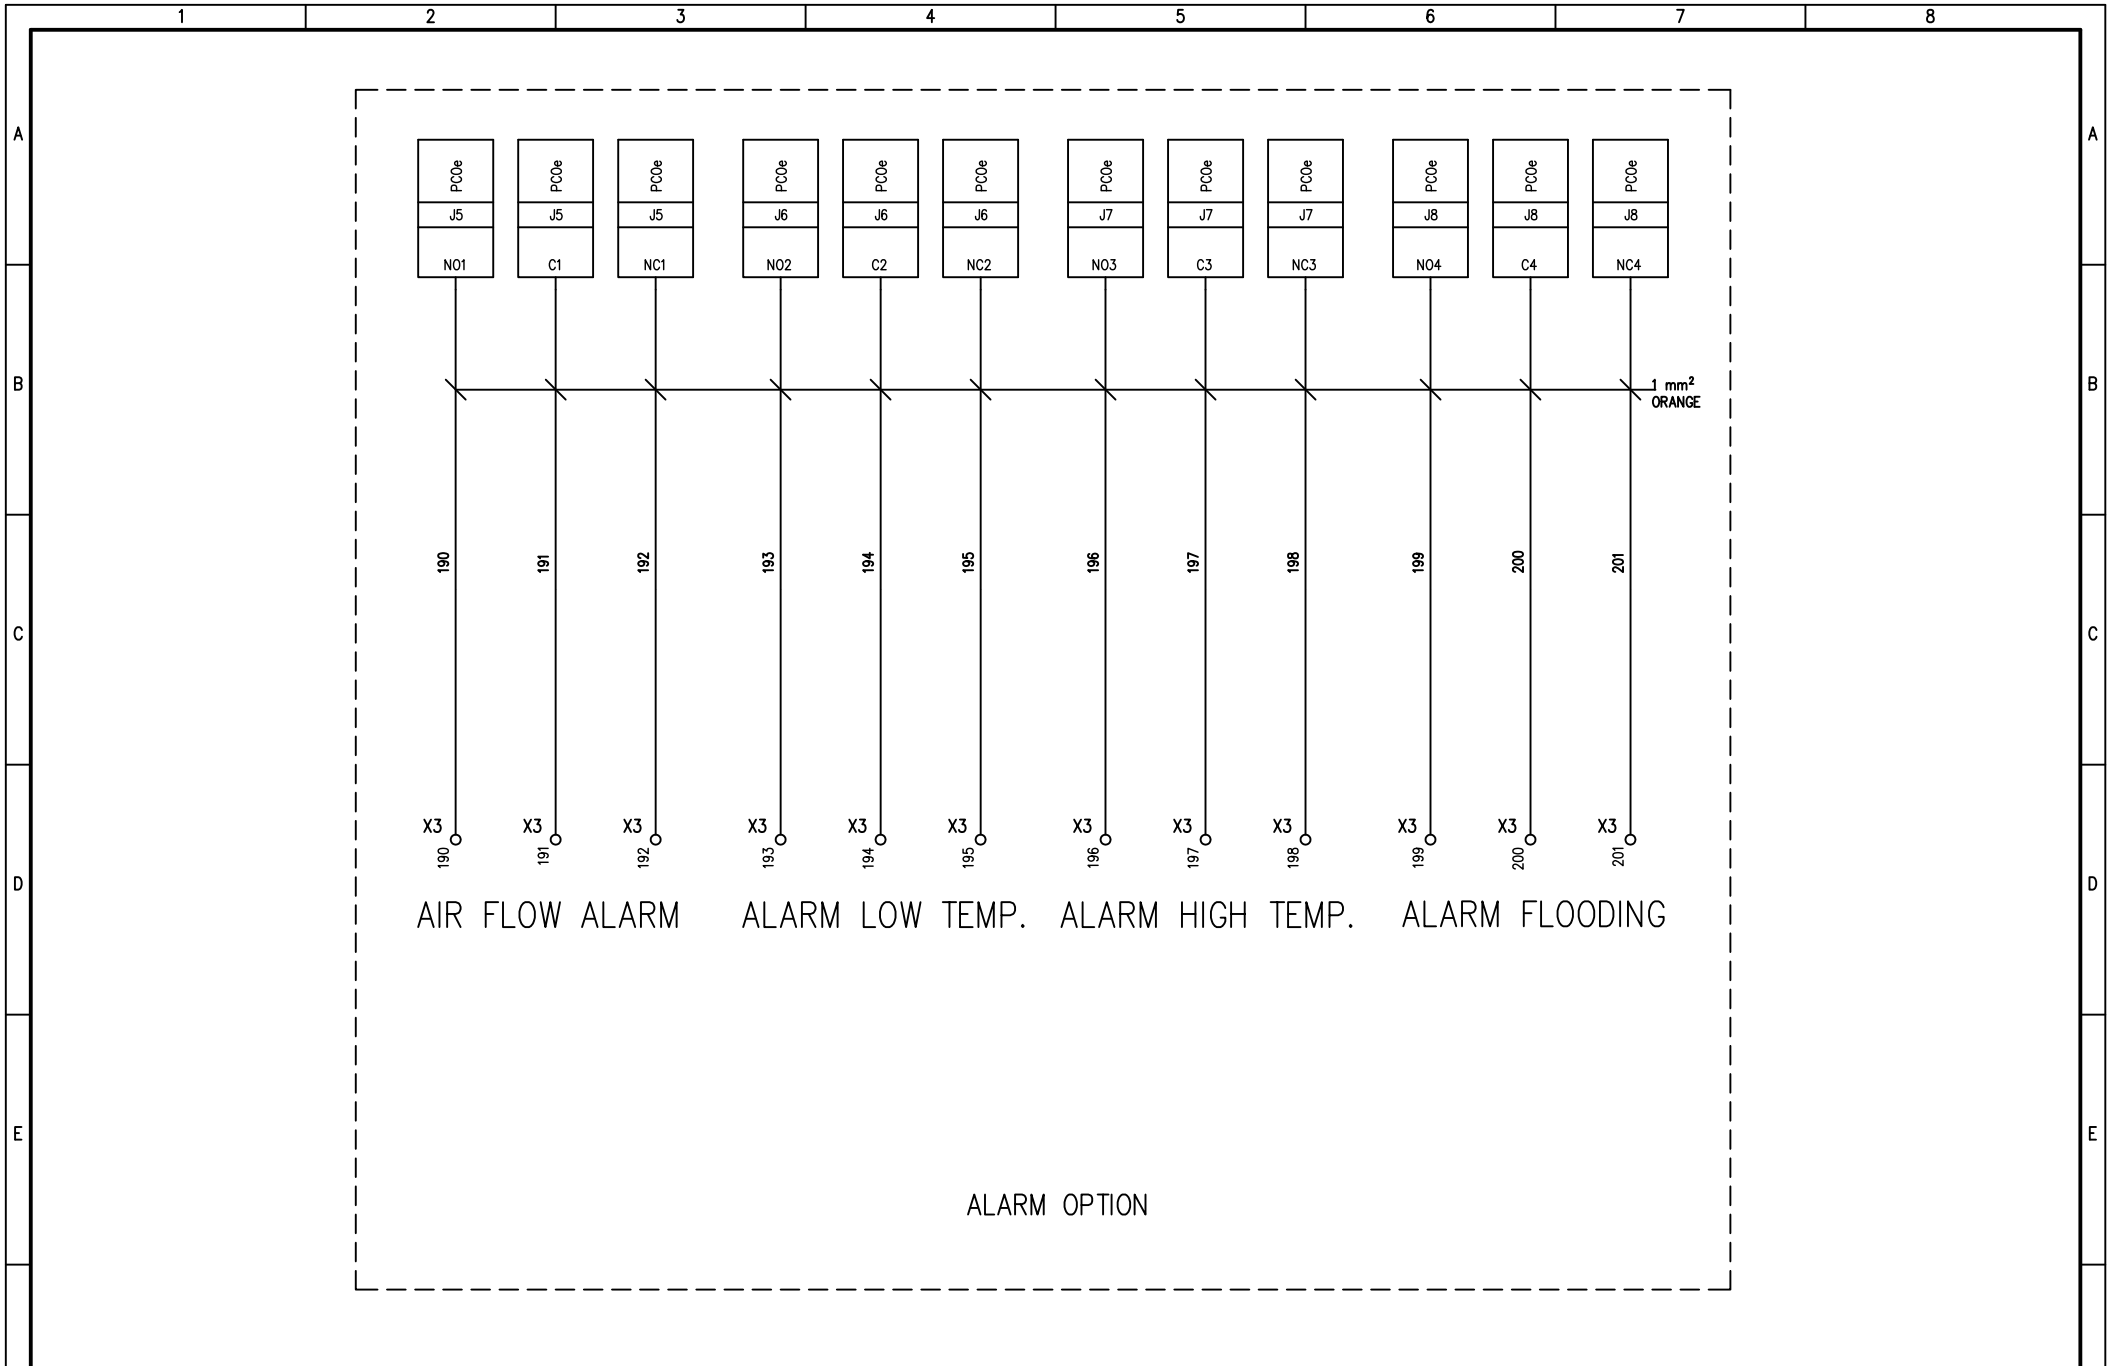 1 2 3 4 5 6 7 8
A A
PCOe PCOe PCOe PCOe PCOe PCOe PCOe PCOe PCOe PCOe PCOe PCOe
J5 J5 J5 J6 J6 J6 J7 J7 J7 J8 J8 J8
NO1 C1 NC1 NO2 C2 NC2 NO3 C3 NC3 NO4 C4 NC4
B B
1 mm²
ORANGE
190 191 192 193 194 195 196 197 198 199 200 201
C C
X3 X3 X3 X3 X3 X3 X3 X3 X3 X3 X3 X3
190 191 192 193 194 195 196 197 198 199 200 201
D D
AIR FLOW ALARM ALARM LOW TEMP. ALARM HIGH TEMP. ALARM FLOODING
E E
ALARM OPTION